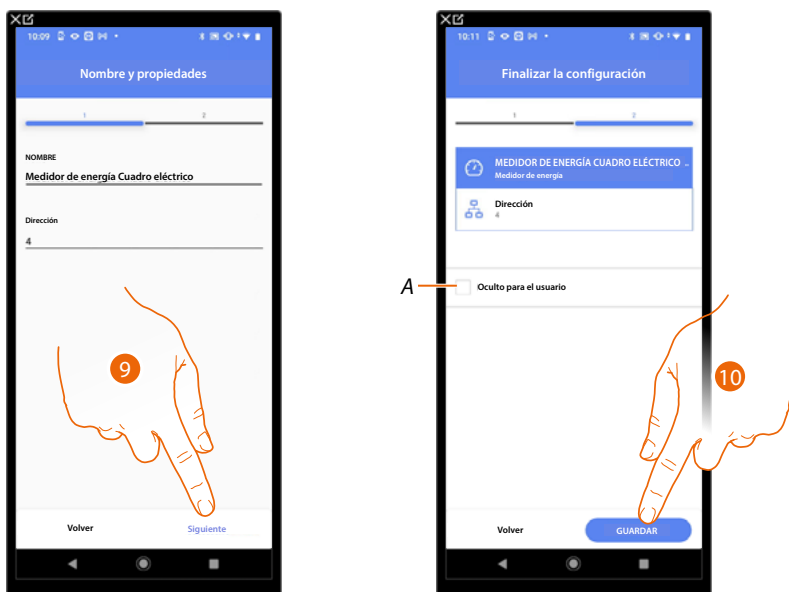 10:09
Nombre y propiedades
1
2
NOMBRE
Medidor de energía Cuadro eléctrico
Dirección
4
9
Volver
Siguiente
10:11
Finalizar la configuración
1
2
MEDIDOR DE ENERGÍA CUADRO ELÉCTRICO ..
Medidor de energía
Dirección
4
A
Oculto para el usuario
10
Volver
GUARDAR